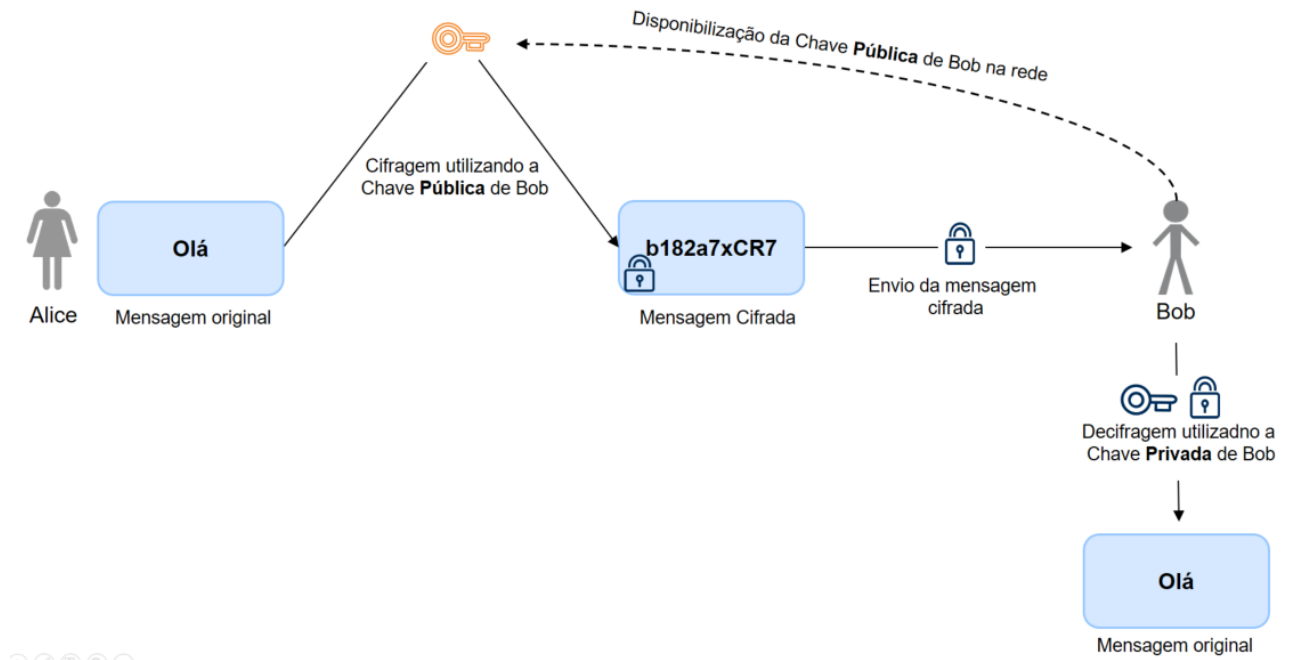 Disponibilização da Chave Pública de Bob na rede
Cifragem utilizando a
Chave Pública de Bob
Olá
Alice
Mensagem original
b182a7xCR7
Mensagem Cifrada
Envio da mensagem
cifrada
Bob
Decifragem utilizadno a
Chave Privada de Bob
Olá
Mensagem original